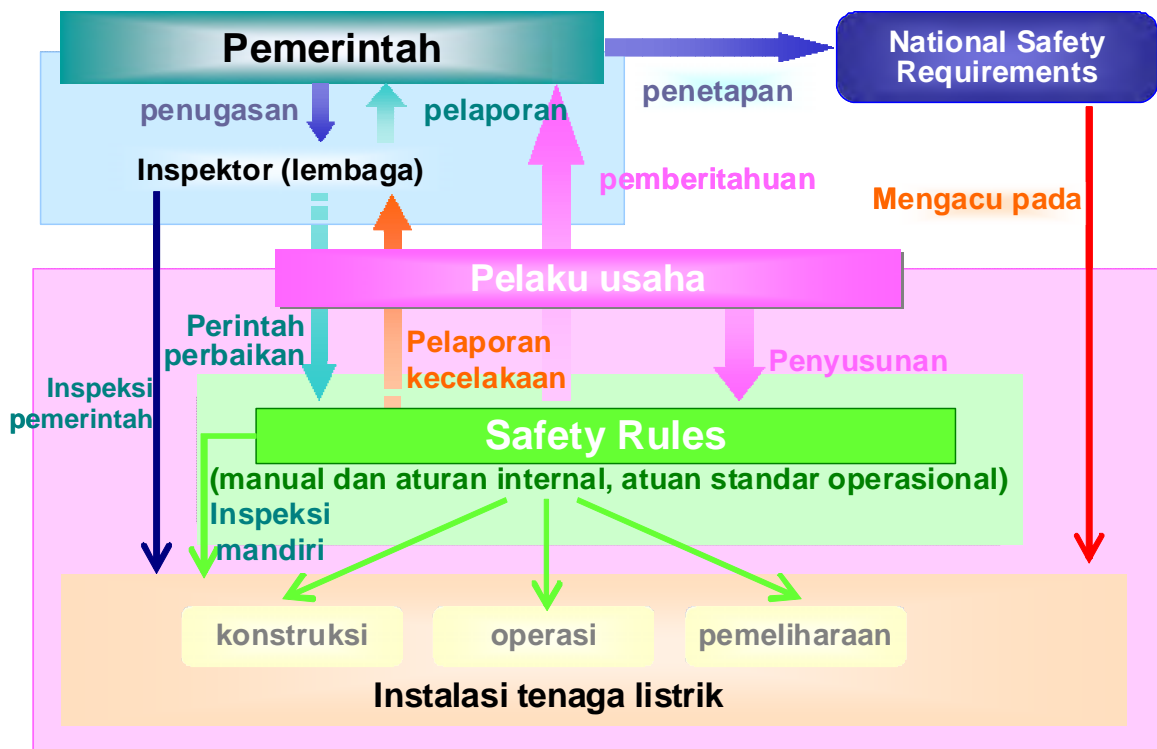 Pemerintah
National Safety
Requirements
penetapan
penugasan
pelaporan
Inspektor (lembaga)
pemberitahuan
Mengacu pada
Pelaku usaha
Perintah
perbaikan
Pelaporan
kecelakaan
Penyusunan
Inspeksi
pemerintah
Safety Rules
(manual dan aturan internal, atuan standar operasional)
Inspeksi
mandiri
konstruksi
operasi
pemeliharaan
Instalasi tenaga listrik